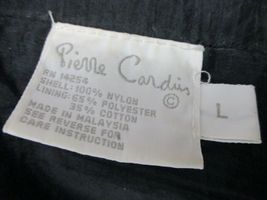 Pierre Cardin
RN 14254
SHELL: 100% NYLON
LINING: 65% POLYESTER
35% COTTON
MADE IN MALAYSIA
SEE REVERSE FOR
CARE INSTRUCTION
©
L